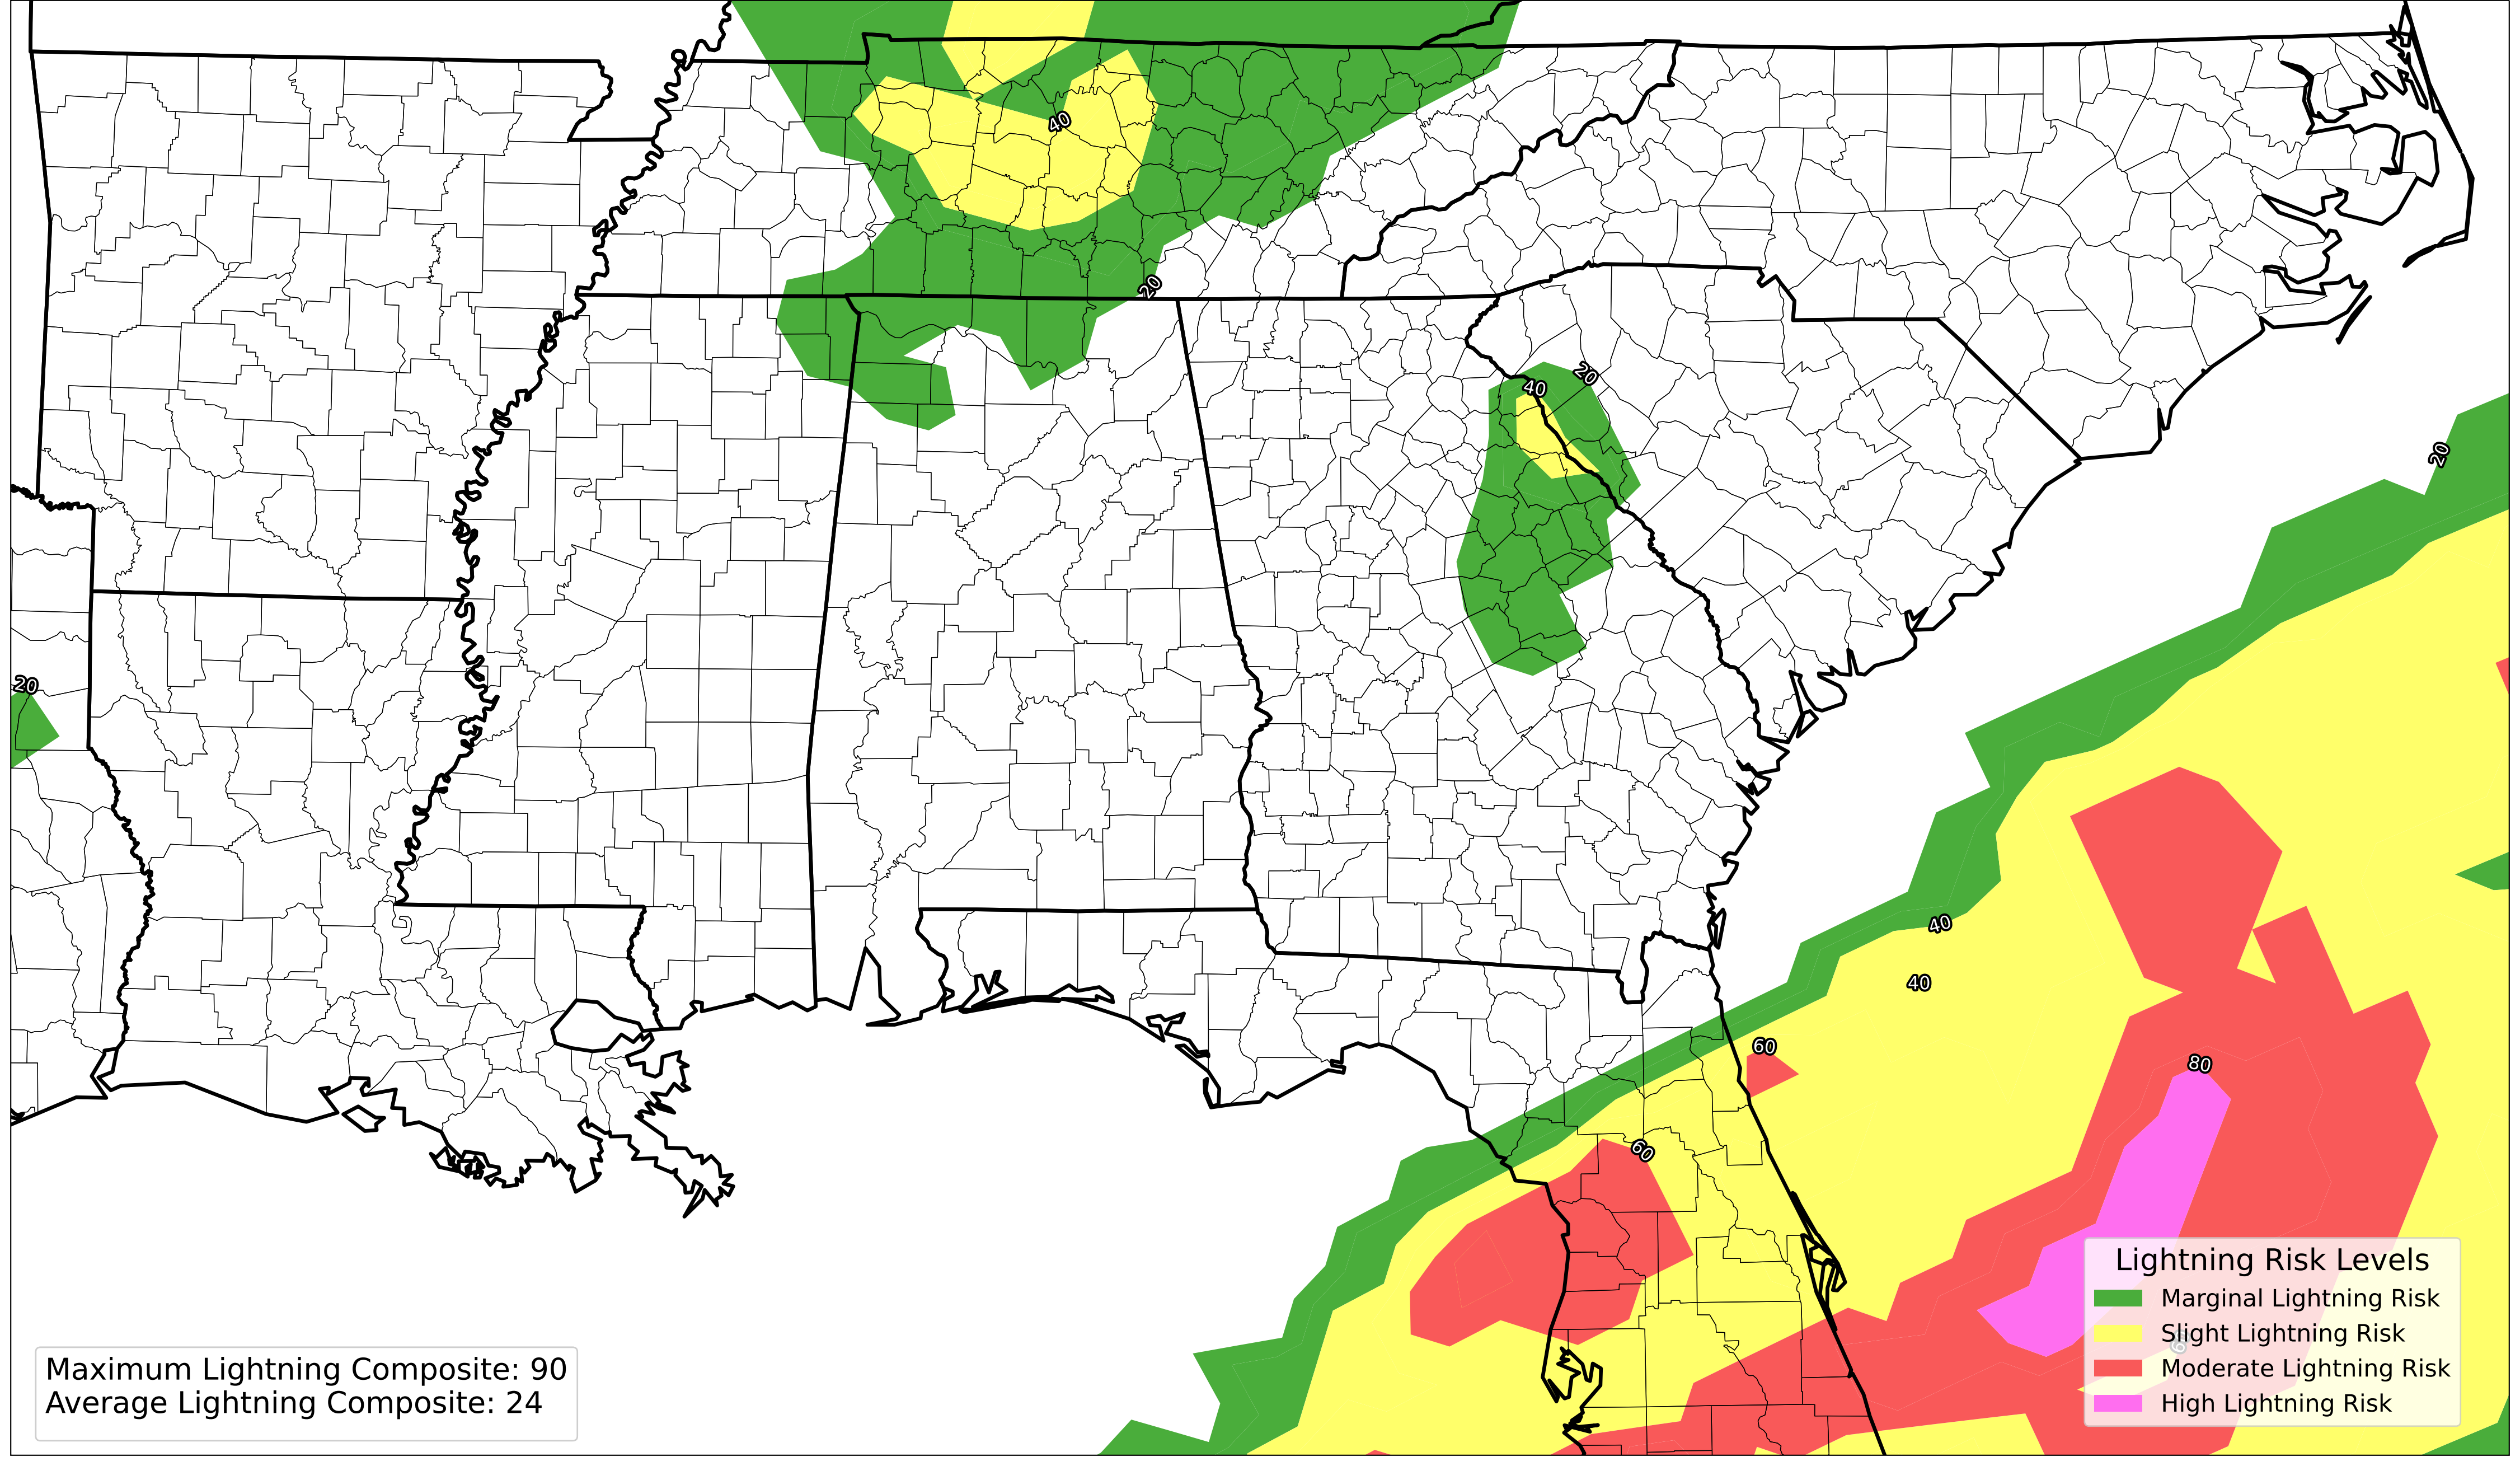 40
20
20
40
20
20
40
40
60
80
60
Lightning Risk Levels
Marginal Lightning Risk
Slight Lightning Risk
Moderate Lightning Risk
High Lightning Risk
Maximum Lightning Composite: 90
Average Lightning Composite: 24